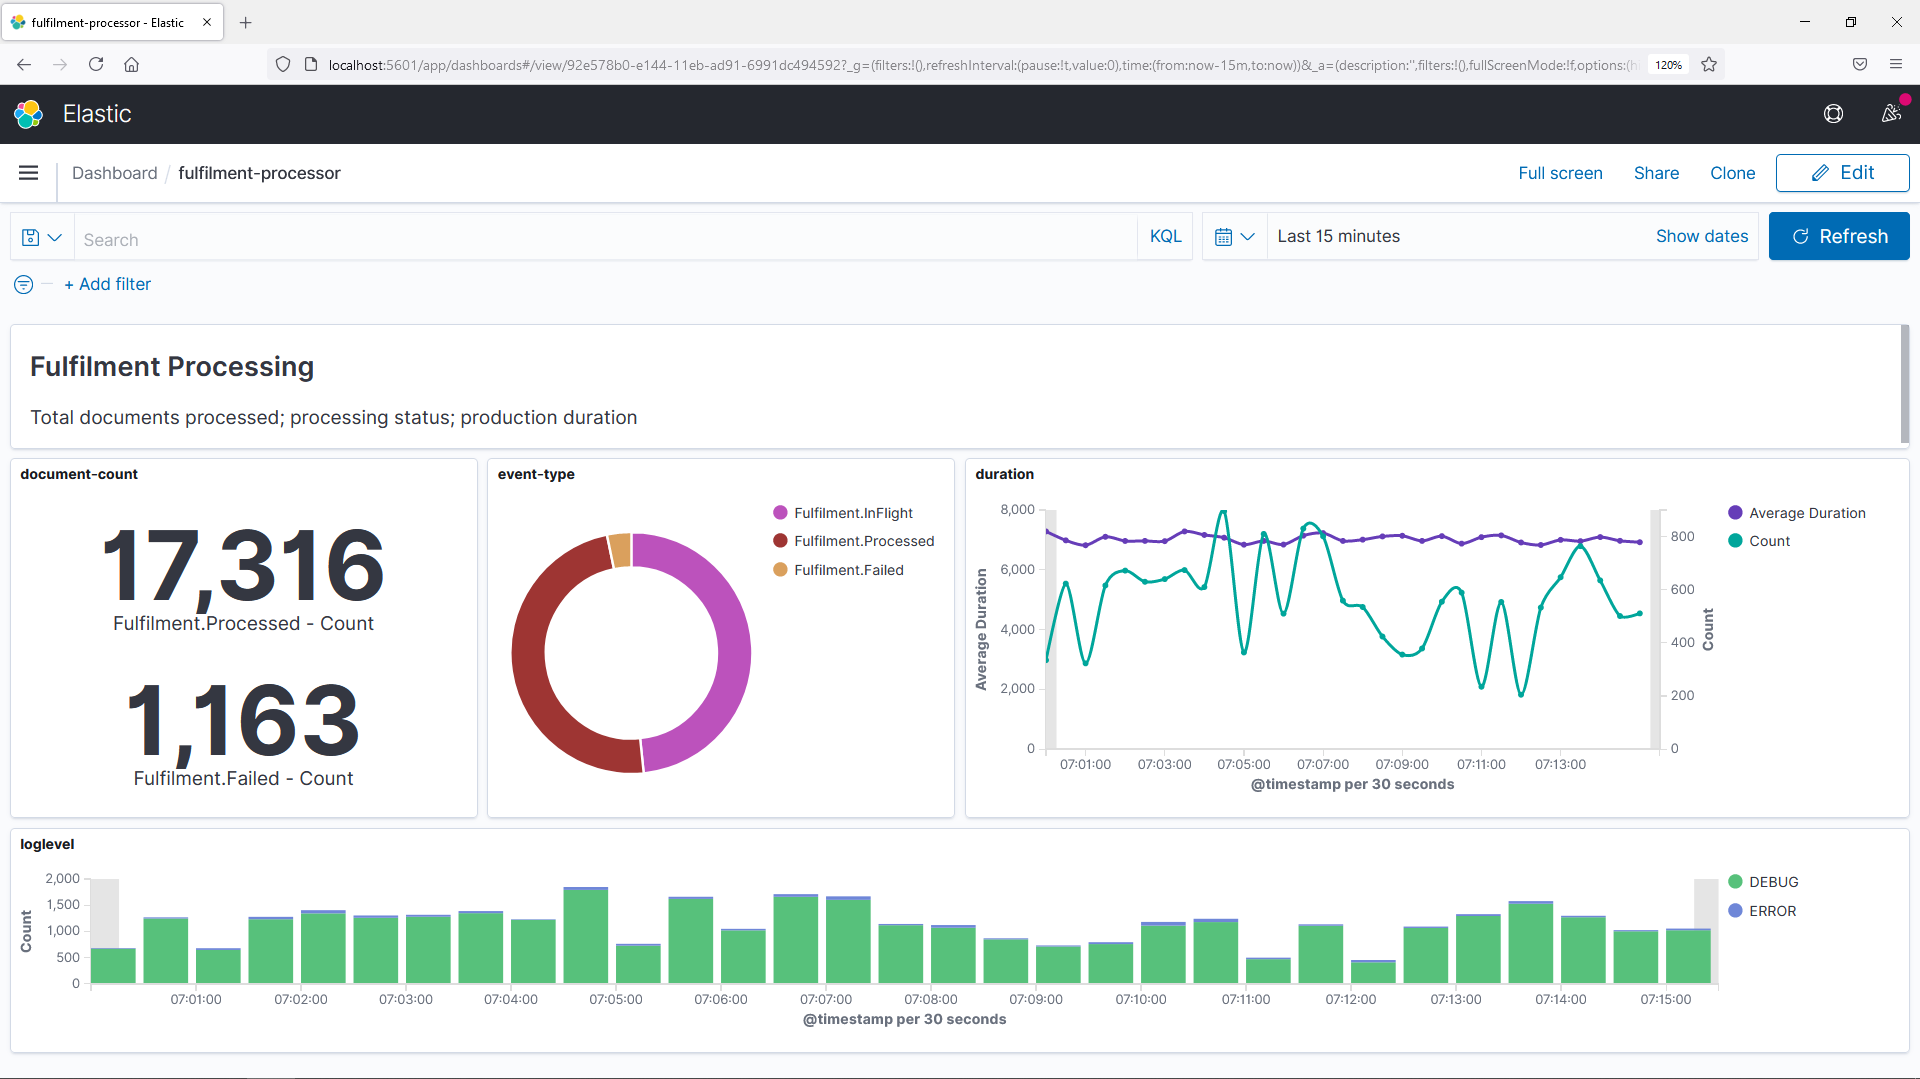 fulfilment-processor - Elastic
localhost:5601/app/dashboards#/view/92e578b0-e144-11eb-ad91-6991dc494592?_g=(filters:!(),refreshInterval:(pause:!t,value:0),time:(from:now-15m,to:now))&_a=(description:'',filters:!(),fullScreenMode:!f,options:(h
120%
Elastic
Dashboard / fulfilment-processor
Full screen
Share
Clone
Edit
Search
KQL
Last 15 minutes
Show dates
Refresh
+ Add filter
Fulfilment Processing
Total documents processed; processing status; production duration
document-count
17,316
Fulfilment.Processed - Count
1,163
Fulfilment.Failed - Count
event-type
Fulfilment.InFlight
Fulfilment.Processed
Fulfilment.Failed
duration
8,000
6,000
4,000
2,000
0
Average Duration
800
600
400
200
0
Count
07:01:00 07:03:00 07:05:00 07:07:00 07:09:00 07:11:00 07:13:00
@timestamp per 30 seconds
Average Duration
Count
loglevel
2,000
1,500
1,000
500
0
Count
07:01:00 07:02:00 07:03:00 07:04:00 07:05:00 07:06:00 07:07:00 07:08:00 07:09:00 07:10:00 07:11:00 07:12:00 07:13:00 07:14:00 07:15:00
@timestamp per 30 seconds
DEBUG
ERROR